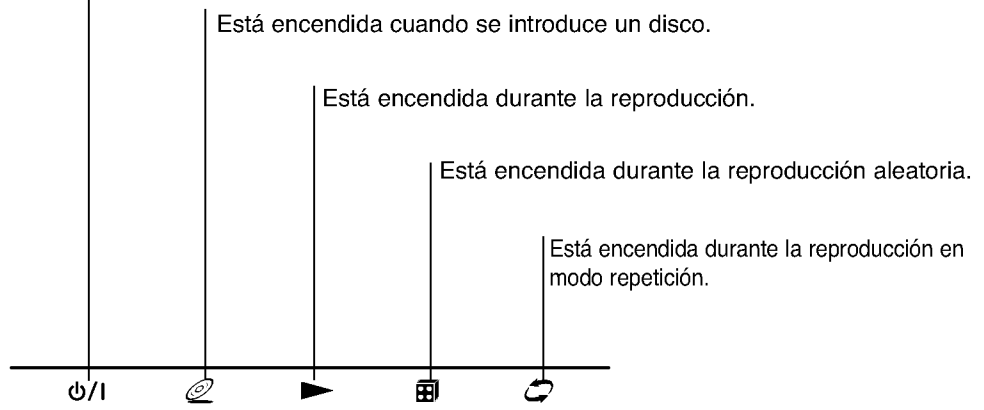 Está encendida cuando se introduce un disco.
Está encendida durante la reproducción.
Está encendida durante la reproducción aleatoria.
Está encendida durante la reproducción en
modo repetición.
⏻/I